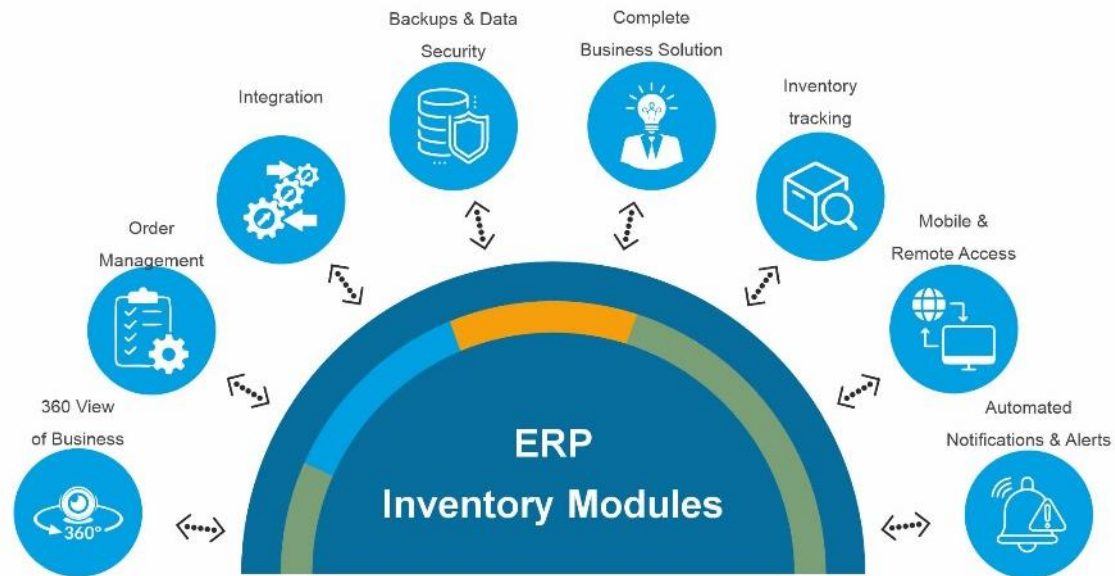 Backups & Data
Security
Complete
Business Solution
Integration
Inventory
tracking
Order
Management
Mobile &
Remote Access
360 View
of Business
Automated
Notifications & Alerts
360°
ERP
Inventory Modules